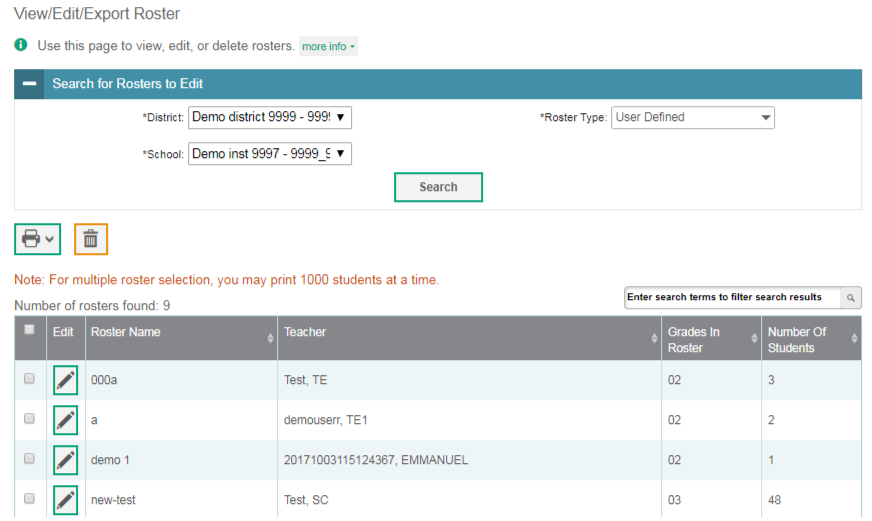 View/Edit/Export Roster
Use this page to view, edit, or delete rosters. more info
Search for Rosters to Edit
*District: Demo district 9999 - 999! *Roster Type: User Defined
*School: Demo inst 9997 - 9999_9
Search
Note: For multiple roster selection, you may print 1000 students at a time.
Enter search terms to filter search results
Number of rosters found: 9
Edit Roster Name Teacher Grades In Roster Number Of Students
000a Test, TE 02 3
a demouserr, TE1 02 2
demo 1 20171003115124367, EMMANUEL 02 1
new-test Test, SC 03 48